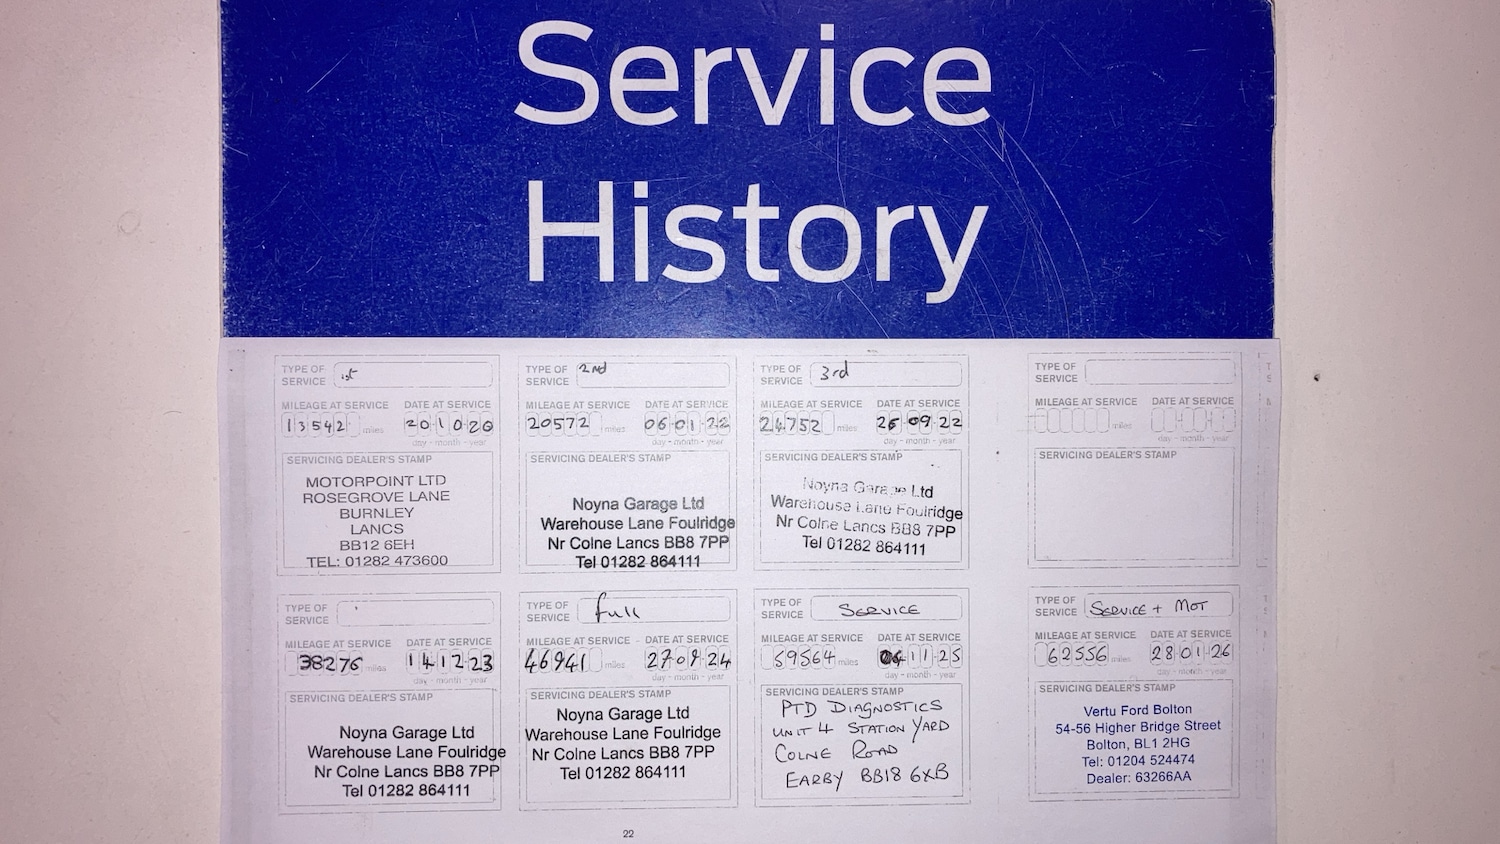 Service
History
TYPE OF
SERVICE 1st
MILEAGE AT SERVICE DATE AT SERVICE
13542 miles 20 10 20
day - month - year
SERVICING DEALER'S STAMP
MOTORPOINT LTD
ROSEGROVE LANE
BURNLEY
LANCS
BB12 6EH
TEL: 01282 473600
TYPE OF
SERVICE 2nd
MILEAGE AT SERVICE DATE AT SERVICE
20572 miles 06 01 22
day - month - year
SERVICING DEALER'S STAMP
Noyna Garage Ltd
Warehouse Lane Foulridge
Nr Colne Lancs BB8 7PP
Tel 01282 864111
TYPE OF
SERVICE 3rd
MILEAGE AT SERVICE DATE AT SERVICE
24752 miles 26 09 22
day - month - year
SERVICING DEALER'S STAMP
Noyna Garage Ltd
Warehouse Lane Foulridge
Nr Colne Lancs BB8 7PP
Tel 01282 864111
TYPE OF
SERVICE
MILEAGE AT SERVICE DATE AT SERVICE
miles
day - month - year
SERVICING DEALER'S STAMP
TYPE OF
SERVICE
MILEAGE AT SERVICE DATE AT SERVICE
38276 miles 14 12 23
day - month - year
SERVICING DEALER'S STAMP
Noyna Garage Ltd
Warehouse Lane Foulridge
Nr Colne Lancs BB8 7PP
Tel 01282 864111
TYPE OF
SERVICE full
MILEAGE AT SERVICE DATE AT SERVICE
46941 miles 27 09 24
day - month - year
SERVICING DEALER'S STAMP
Noyna Garage Ltd
Warehouse Lane Foulridge
Nr Colne Lancs BB8 7PP
Tel 01282 864111
TYPE OF
SERVICE SERVICE
MILEAGE AT SERVICE DATE AT SERVICE
59564 miles 04 11 25
day - month - year
SERVICING DEALER'S STAMP
PTD DIAGNOSTICS
UNIT 4 STATION YARD
COLNE ROAD
EARBY BB18 6XB
TYPE OF
SERVICE SERVICE + MOT
MILEAGE AT SERVICE DATE AT SERVICE
62556 miles 28 01 26
day - month - year
SERVICING DEALER'S STAMP
Vertu Ford Bolton
54-56 Higher Bridge Street
Bolton, BL1 2HG
Tel: 01204 524474
Dealer: 63266AA
22